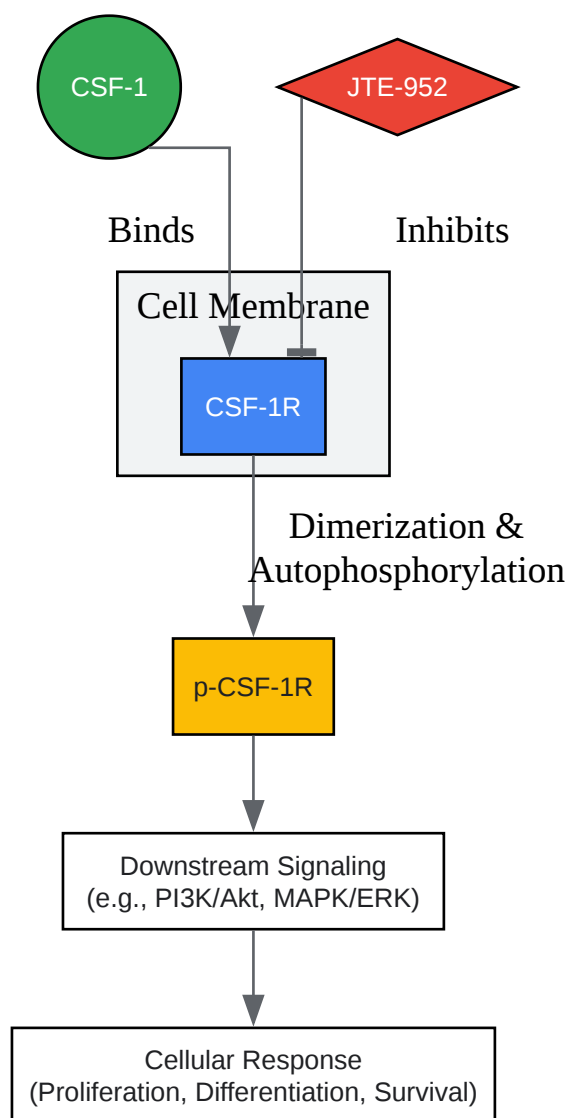 CSF-1
JTE-952
Binds
Inhibits
Cell Membrane
CSF-1R
Dimerization &
Autophosphorylation
p-CSF-1R
Downstream Signaling
(e.g., PI3K/Akt, MAPK/ERK)
Cellular Response
(Proliferation, Differentiation, Survival)